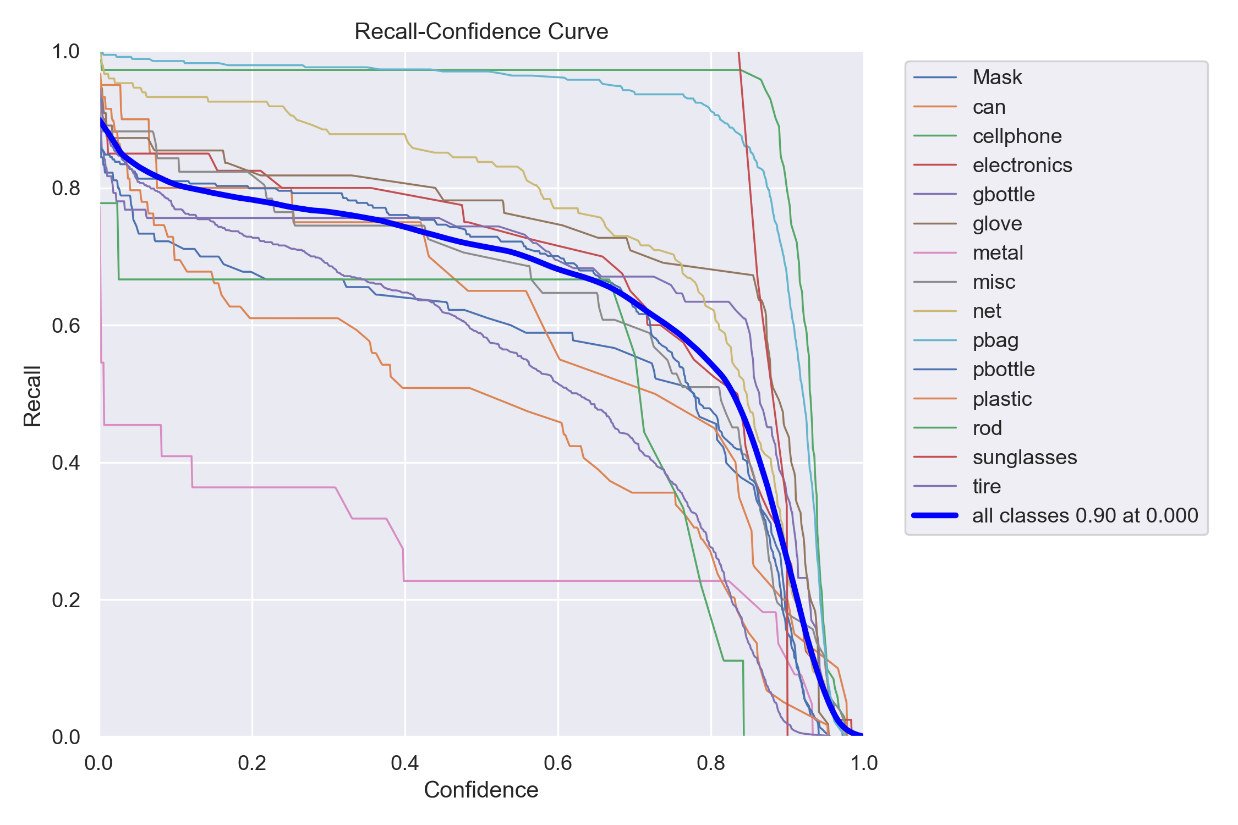 Recall-Confidence Curve
1.0
0.8
0.6
0.4
0.2
0.0
Recall
0.0 0.2 0.4 0.6 0.8 1.0
Confidence
Mask
can
cellphone
electronics
gbottle
glove
metal
misc
net
pbag
pbottle
plastic
rod
sunglasses
tire
all classes 0.90 at 0.000